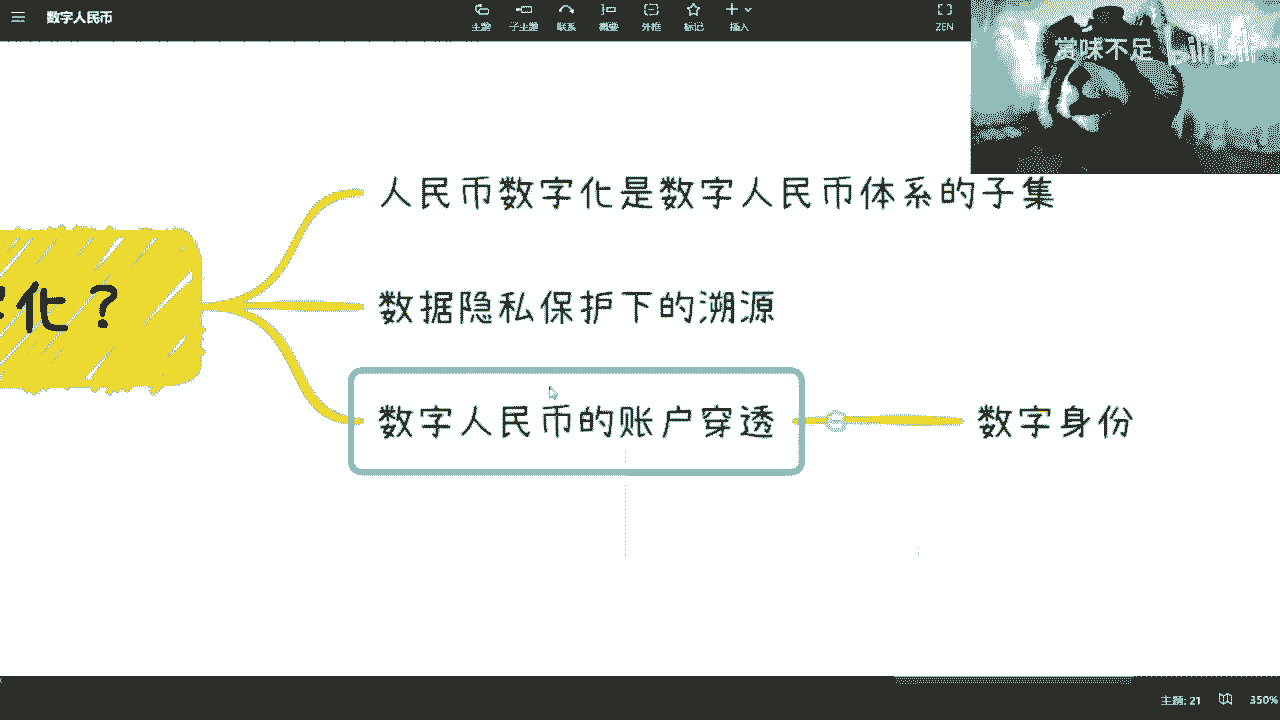 数字人民币
主题
子主题
联系
概要
外框
标记
插入
ZEN
赏味不足
bilibili
人民币数字化是数字人民币体系的子集
字化？
数据隐私保护下的溯源
数字人民币的账户穿透
数字身份
主题: 21
350%